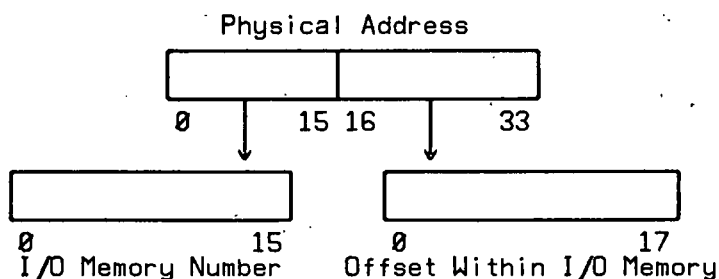 Physical Address
0 15 16 33
0 15 0 17
I/O Memory Number Offset Within I/O Memory